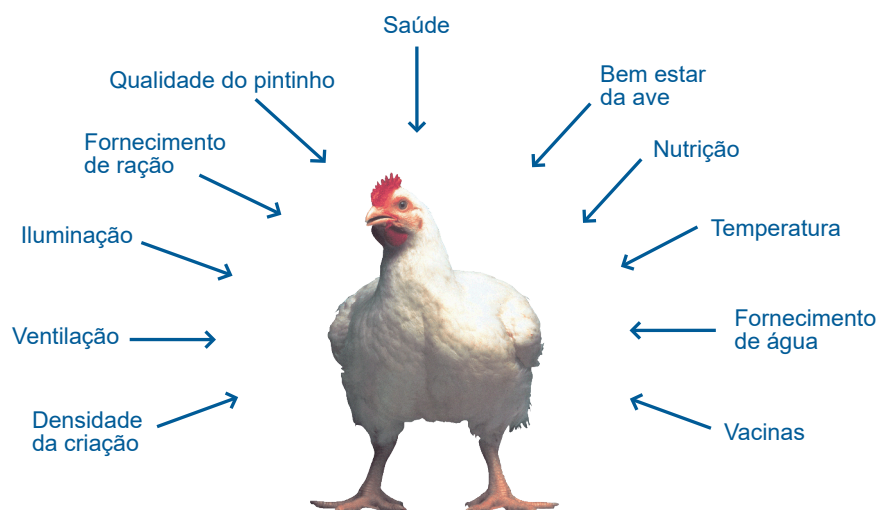 Saúde
Qualidade do pintinho
Bem estar
da ave
Fornecimento
de ração
Nutrição
Iluminação
Temperatura
Ventilação
Fornecimento
de água
Densidade
da criação
Vacinas